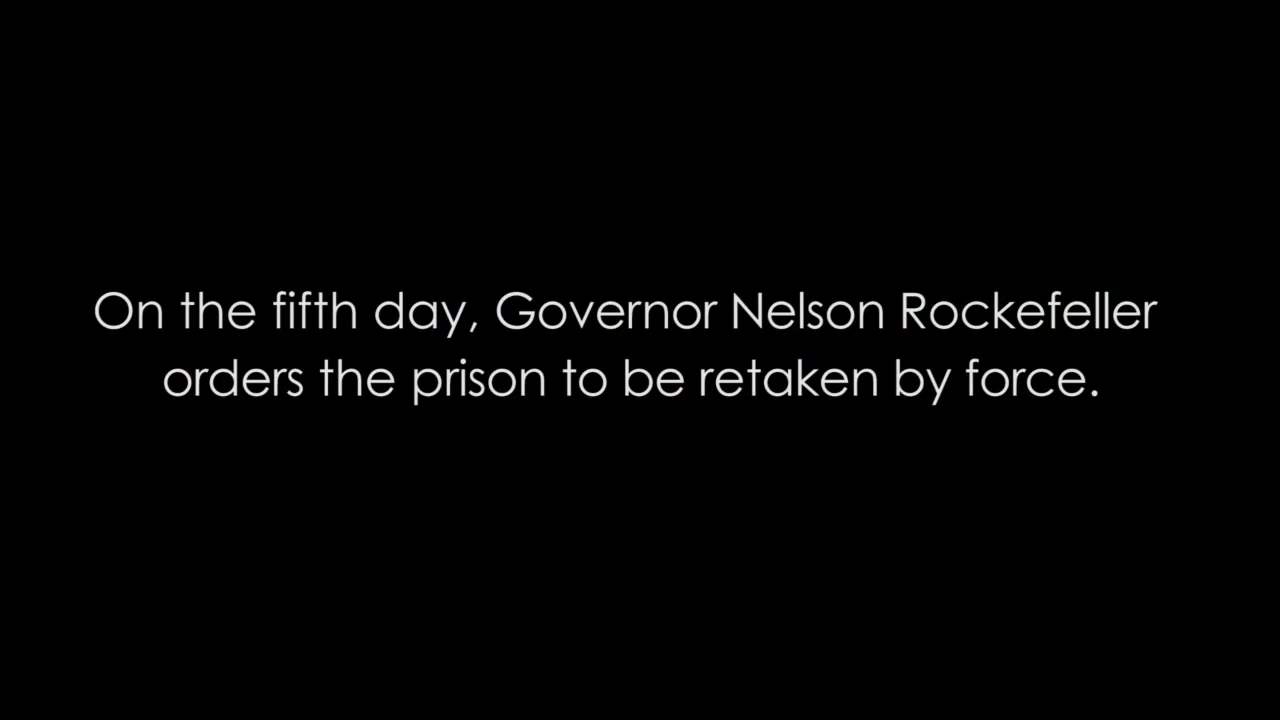 On the fifth day, Governor Nelson Rockefeller
orders the prison to be retaken by force.